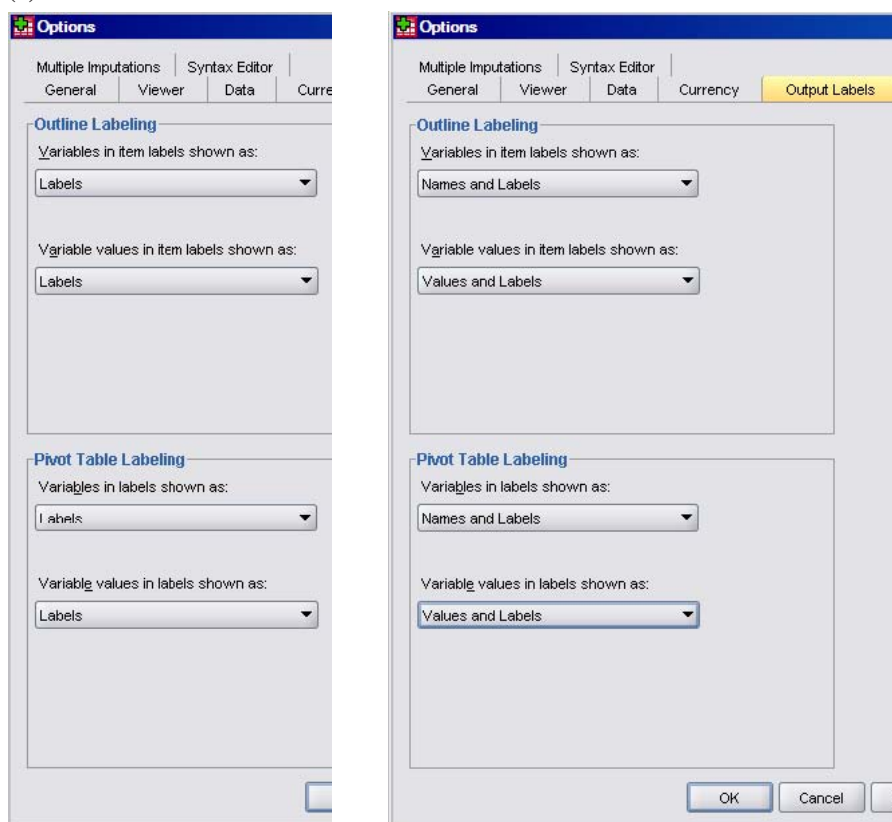 Options
Multiple Imputations Syntax Editor
General Viewer Data Curre
Outline Labeling
Variables in item labels shown as:
Labels
Variable values in item labels shown as:
Labels
Pivot Table Labeling
Variables in labels shown as:
Labels
Variable values in labels shown as:
Labels
Options
Multiple Imputations Syntax Editor
General Viewer Data Currency Output Labels
Outline Labeling
Variables in item labels shown as:
Names and Labels
Variable values in item labels shown as:
Values and Labels
Pivot Table Labeling
Variables in labels shown as:
Names and Labels
Variable values in labels shown as:
Values and Labels
OK Cancel